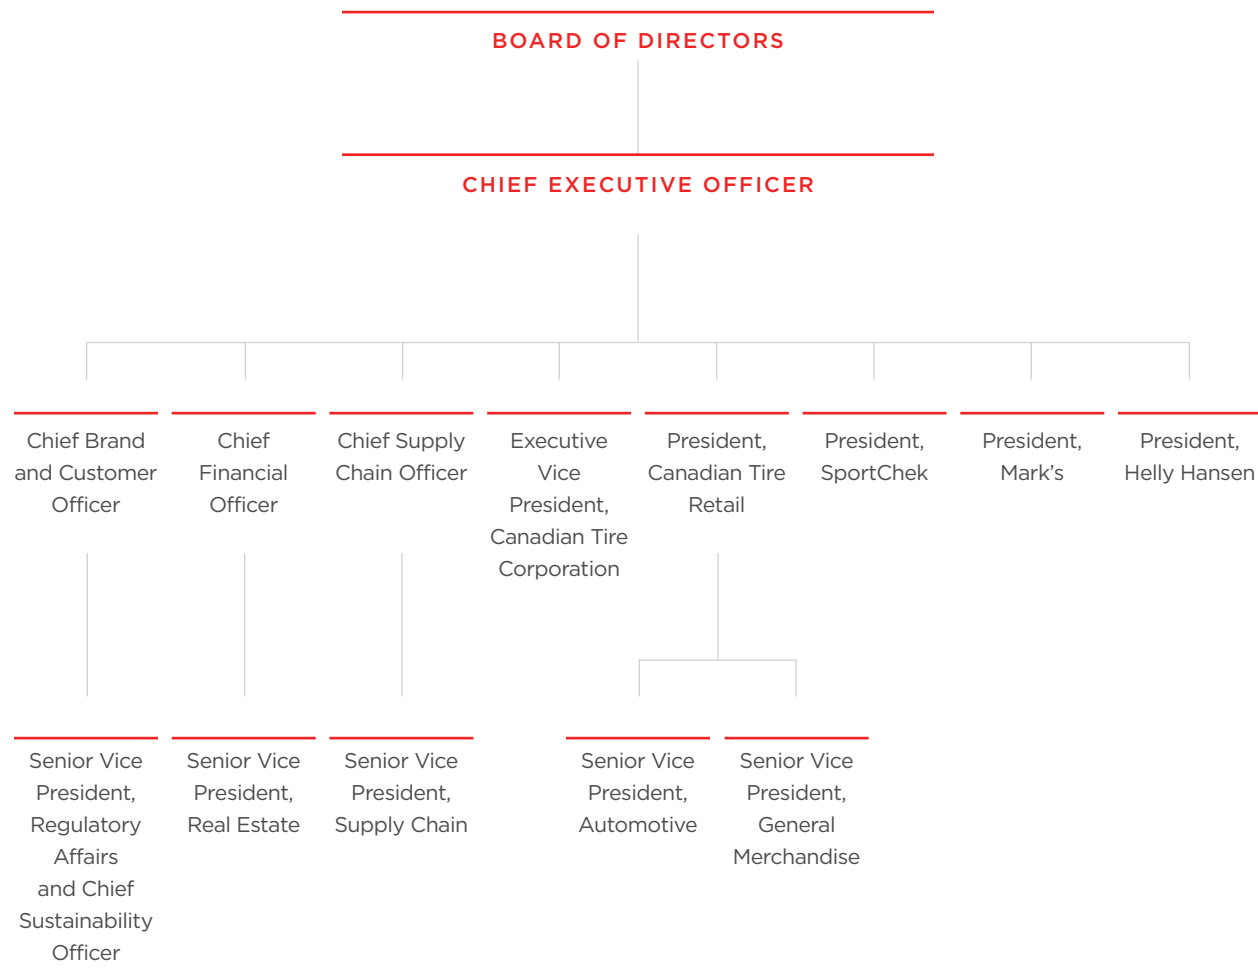 BOARD OF DIRECTORS
CHIEF EXECUTIVE OFFICER
Chief Brand
and Customer
Officer
Chief
Financial
Officer
Chief Supply
Chain Officer
Executive
Vice
President,
Canadian Tire
Corporation
President,
Canadian Tire
Retail
President,
SportChek
President,
Mark’s
President,
Helly Hansen
Senior Vice
President,
Regulatory
Affairs
and Chief
Sustainability
Officer
Senior Vice
President,
Real Estate
Senior Vice
President,
Supply Chain
Senior Vice
President,
Automotive
Senior Vice
President,
General
Merchandise